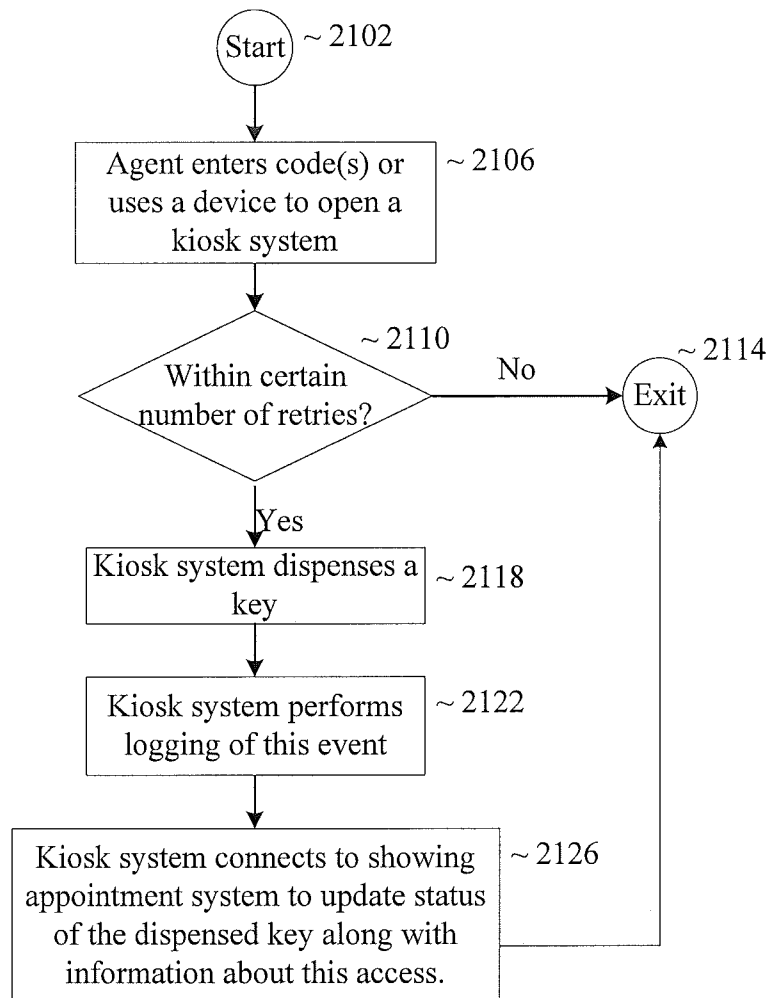 Start
~ 2102
Agent enters code(s) or
uses a device to open a
kiosk system
~ 2106
~ 2110
Within certain
number of retries?
No
~ 2114
Exit
Yes
Kiosk system dispenses a
key
~ 2118
Kiosk system performs
logging of this event
~ 2122
Kiosk system connects to showing
appointment system to update status
of the dispensed key along with
information about this access.
~ 2126